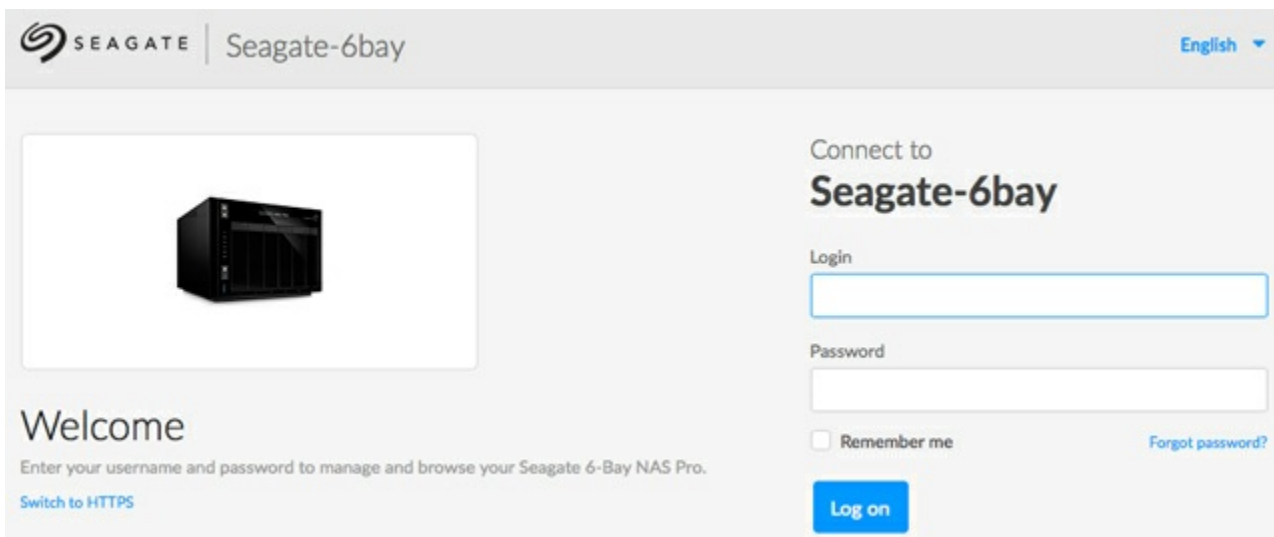 SEAGATE Seagate-6bay
English
Welcome
Enter your username and password to manage and browse your Seagate 6-Bay NAS Pro.
Switch to HTTPS
Connect to
Seagate-6bay
Login
Password
Remember me
Forgot password?
Log on